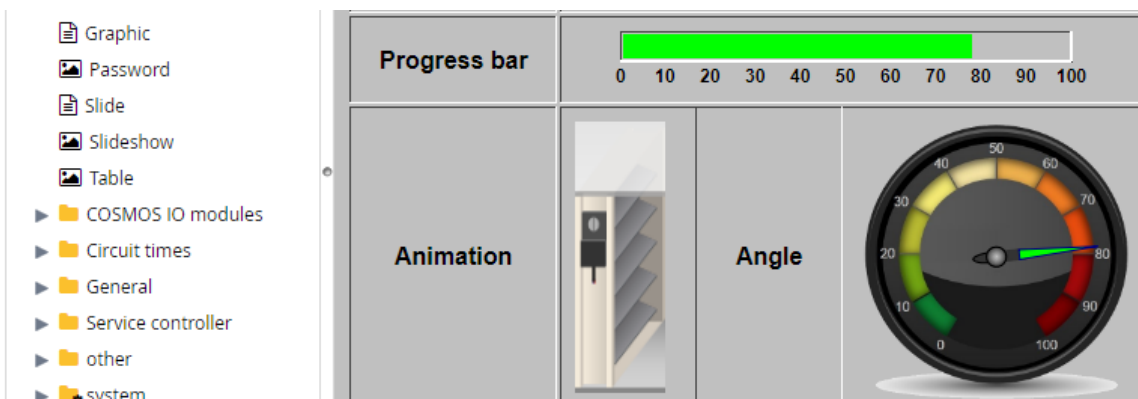 Graphic
Password
Slide
Slideshow
Table
COSMOS IO modules
Circuit times
General
Service controller
other
system
Progress bar
0 10 20 30 40 50 60 70 80 90 100
Animation
Angle
0 10 20 30 40 50 60 70 80 90 100